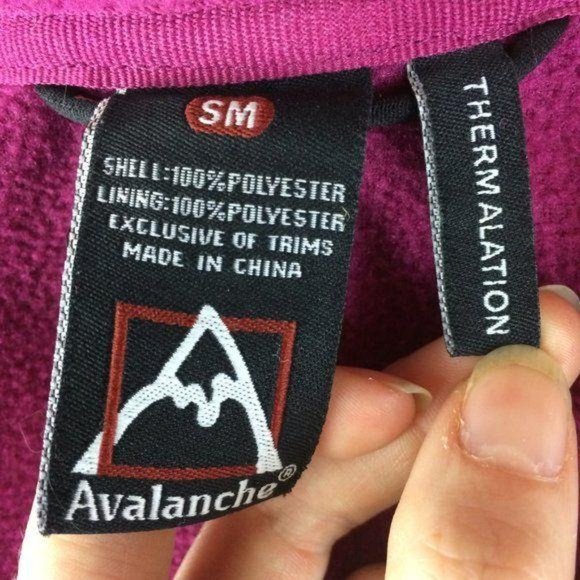 SM
SHELL:100%POLYESTER
LINING:100%POLYESTER
EXCLUSIVE OF TRIMS
MADE IN CHINA
Avalanche®
THERMALATION